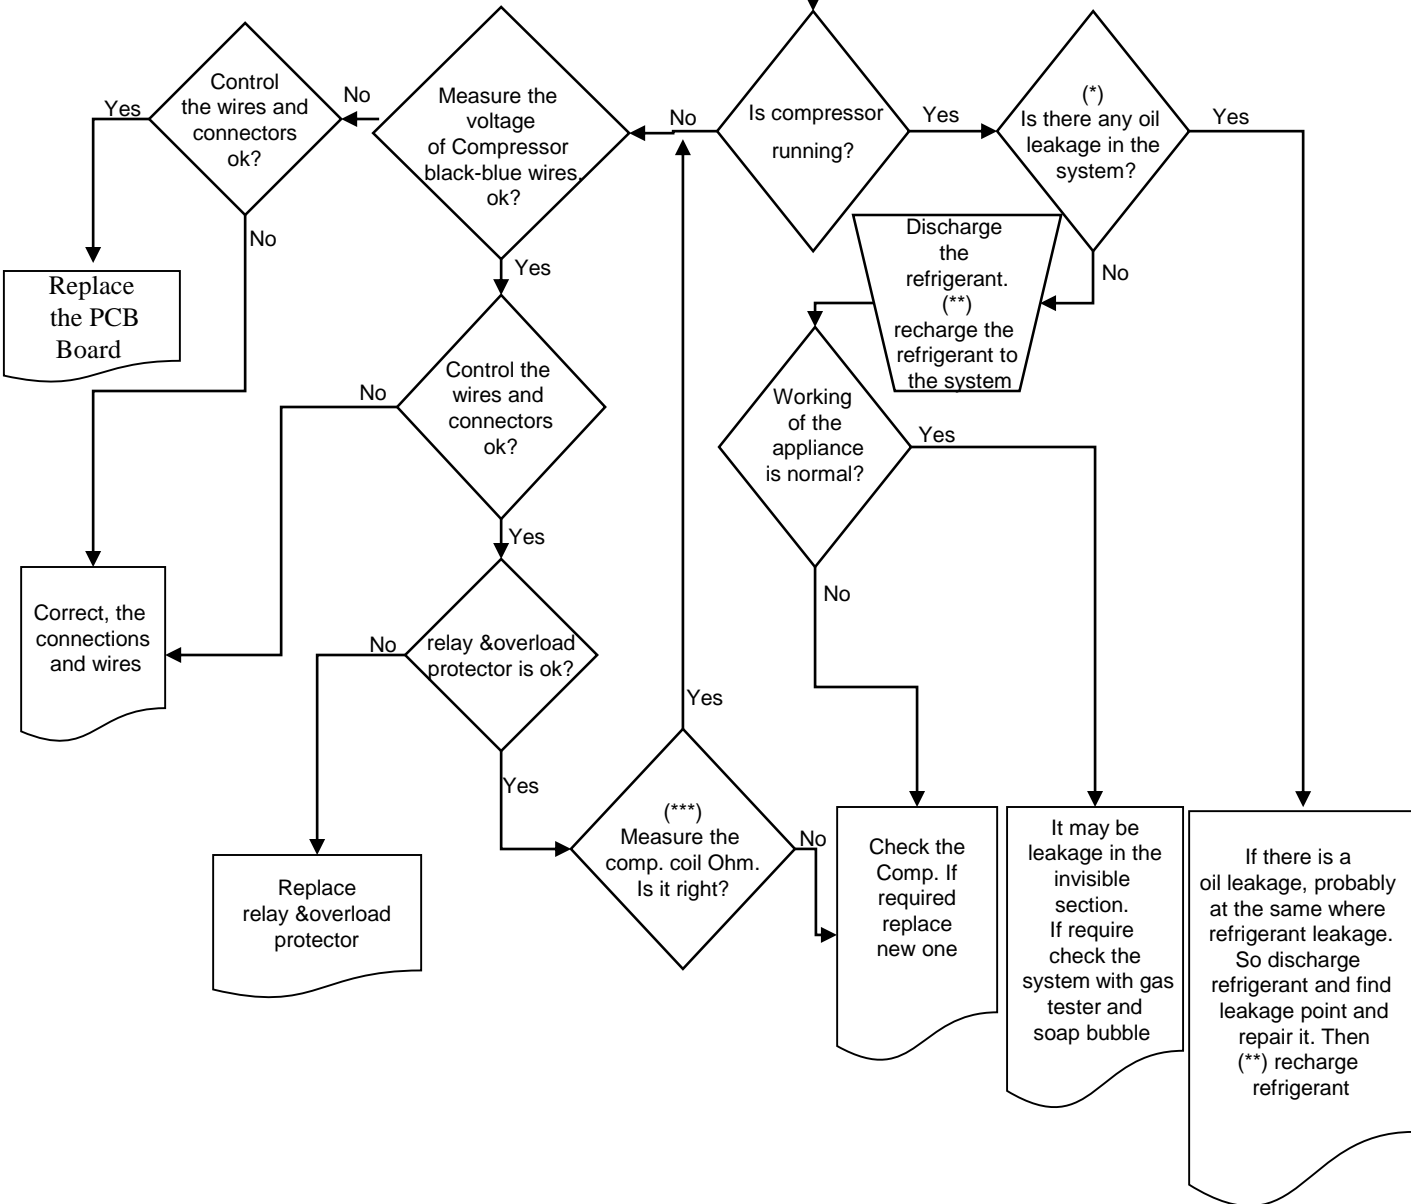 Control
the wires and
connectors
ok?
Yes
No
Measure the
voltage
of Compressor
black-blue wires,
ok?
No
Is compressor
running?
Yes
(*)
Is there any oil
leakage in the
system?
Yes
No
Yes
No
Replace
the PCB
Board
Discharge
the
refrigerant.
(**)
recharge the
refrigerant to
the system
Control the
wires and
connectors
ok?
No
Yes
Working
of the
appliance
is normal?
Yes
No
Correct, the
connections
and wires
relay &overload
protector is ok?
No
Yes
Yes
(***)
Measure the
comp. coil Ohm.
Is it right?
No
Replace
relay &overload
protector
Check the
Comp. If
required
replace
new one
It may be
leakage in the
invisible
section.
If require
check the
system with gas
tester and
soap bubble
If there is a
oil leakage, probably
at the same where
refrigerant leakage.
So discharge
refrigerant and find
leakage point and
repair it. Then
(**) recharge
refrigerant